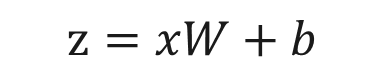 z = xW + b